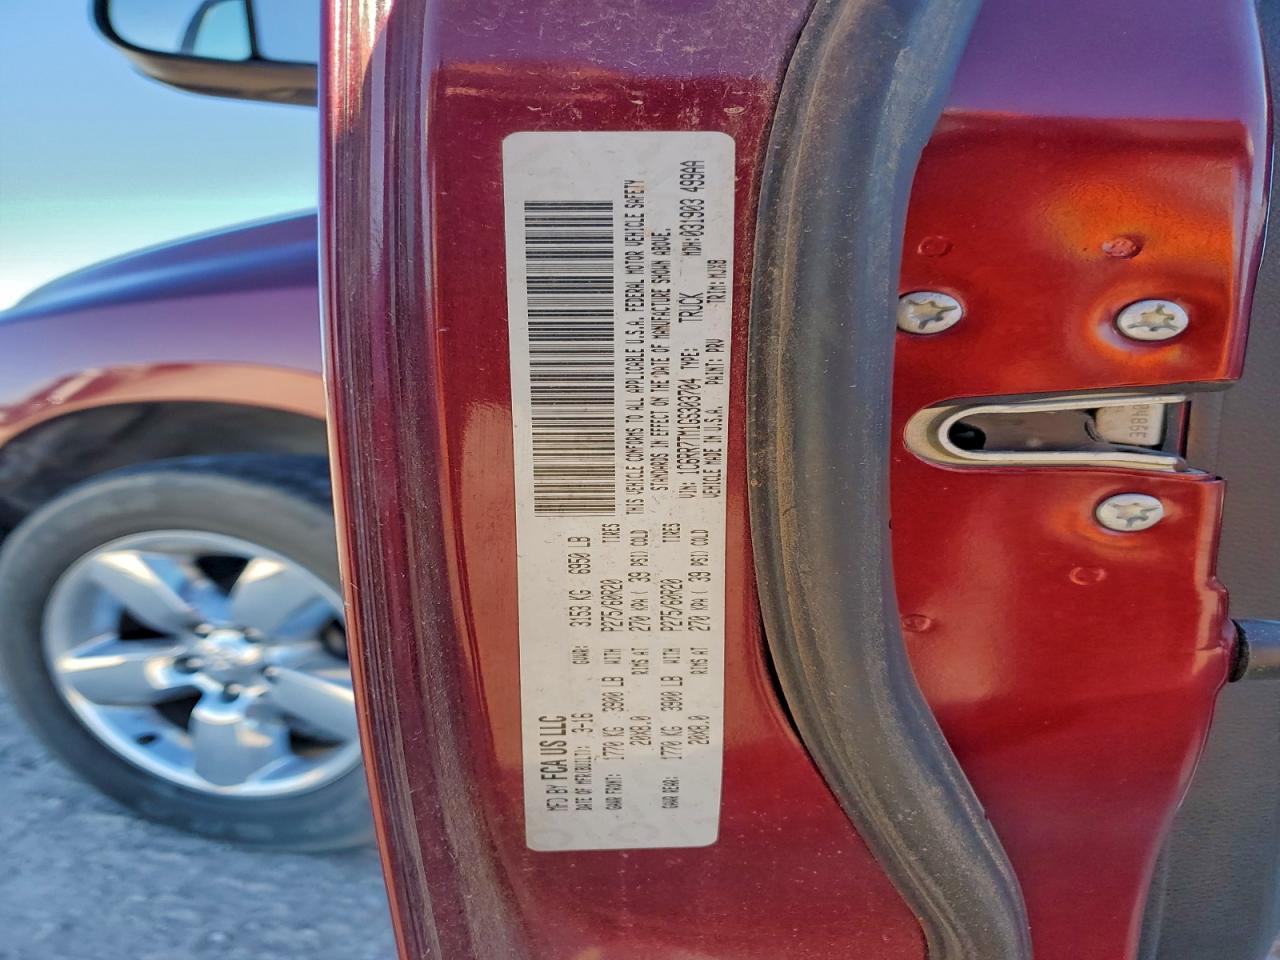 MFD BY FCA US LLC
DATE OF MFR(BUILT): 3-16 GVWR: 3153 KG 6950 LB
GAWR FRONT: 1770 KG 3900 LB WITH P275/60R20 TIRES
20X8.0 RIMS AT 270 KPA( 39 PSI) COLD
GAWR REAR: 1770 KG 3900 LB WITH P275/60R20 TIRES
20X8.0 RIMS AT 270 KPA( 39 PSI) COLD
THIS VEHICLE CONFORMS TO ALL APPLICABLE U.S.A. FEDERAL MOTOR VEHICLE SAFETY
STANDARDS IN EFFECT ON THE DATE OF MANUFACTURE SHOWN ABOVE.
VIN: 1C6RR7TM1GS303704 TYPE: TRUCK MDH:031903 499AA
VEHICLE MADE IN U.S.A. PAINT: PRV TRIM: